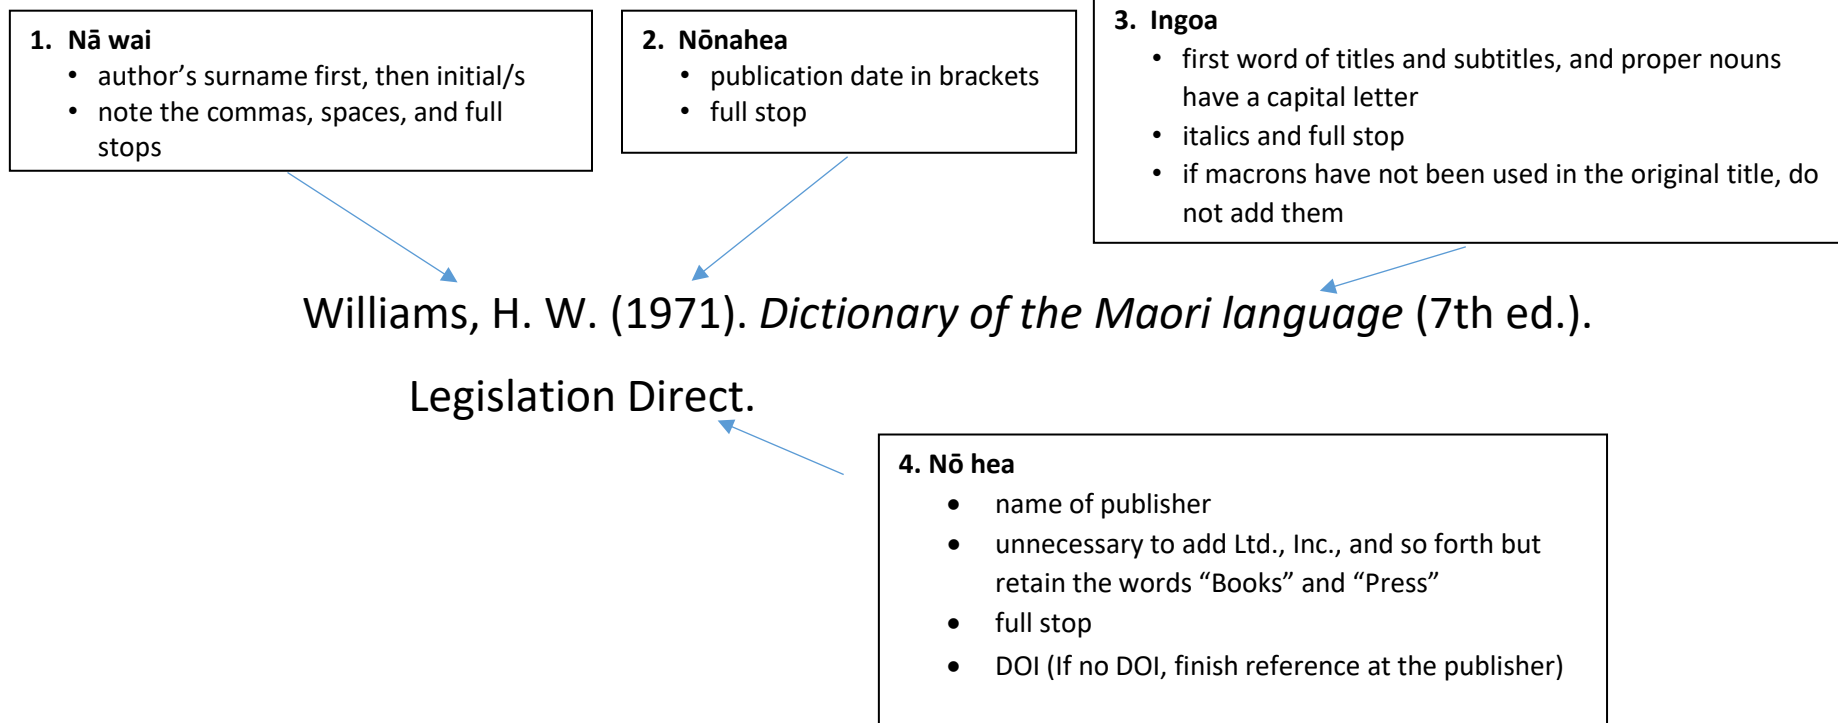 1. Nā wai
• author’s surname first, then initial/s
• note the commas, spaces, and full
stops
2. Nōnahea
• publication date in brackets
• full stop
3. Ingoa
• first word of titles and subtitles, and proper nouns
have a capital letter
• italics and full stop
• if macrons have not been used in the original title, do
not add them
Williams, H. W. (1971). Dictionary of the Maori language (7th ed.).
Legislation Direct.
4. Nō hea
• name of publisher
• unnecessary to add Ltd., Inc., and so forth but
retain the words “Books” and “Press”
• full stop
• DOI (If no DOI, finish reference at the publisher)